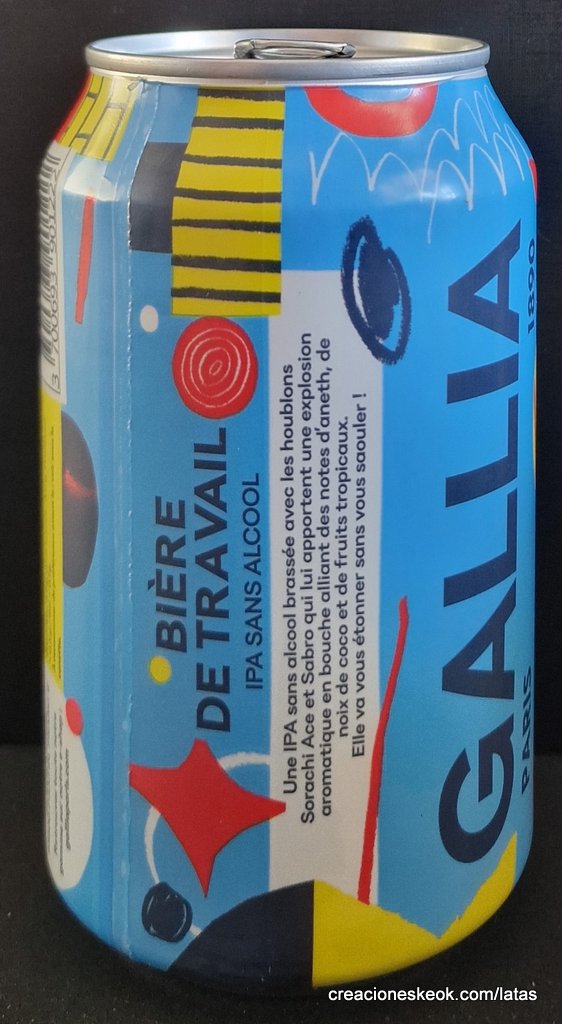 BIÈRE
DE TRAVAIL
IPA SANS ALCOOL
Une IPA sans alcool brassée avec les houblons
Sorachi Ace et Sabro qui lui apportent une explosion
aromatique en bouche alliant des notes d'aneth, de
noix de coco et de fruits tropicaux.
Elle va vous étonner sans vous saouler !
GALLIA
PARIS
1890
creacioneskeok.com/latas